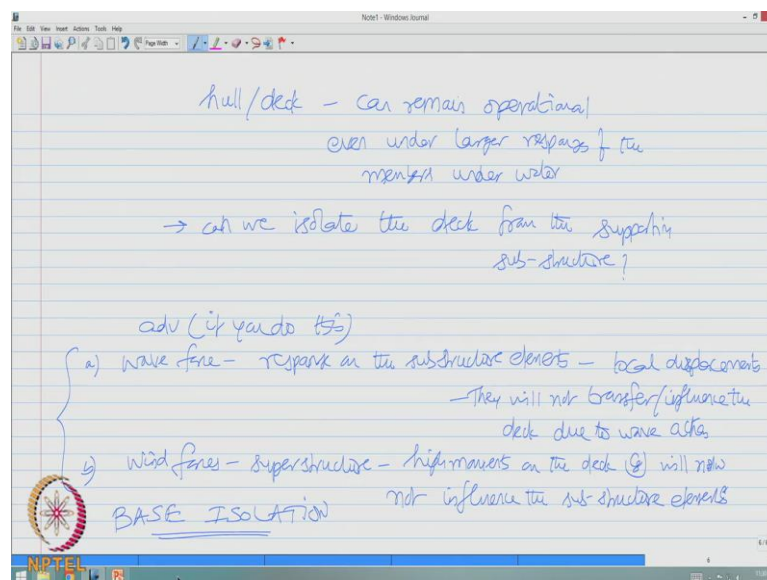 Note1 - Windows Journal
File Edit View Insert Actions Tools Help
Page Width
hull/deck - can remain operational
even under larger responses of the
members under water
→ can we isolate the deck from the supporting
sub-structure?
adv (if you do this)
a) wave force - response on the substructure elements - local displacements
- They will not transfer/influence the
deck due to wave action
b) wind forces - superstructure - high moments on the deck will now
not influence the sub-structure elements
BASE ISOLATION
NPTEL